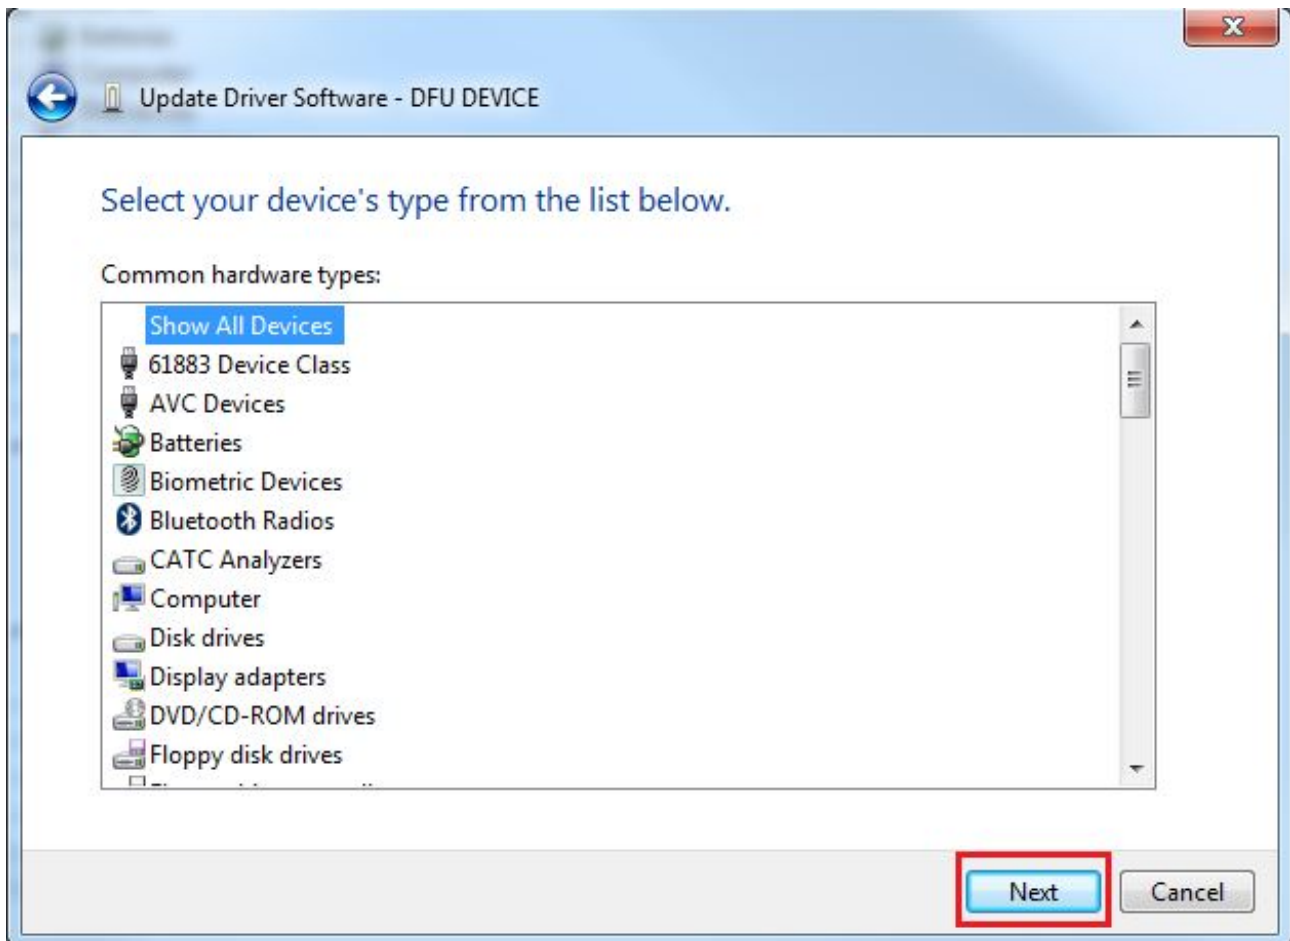 Update Driver Software - DFU DEVICE
Select your device's type from the list below.
Common hardware types:
Show All Devices
61883 Device Class
AVC Devices
Batteries
Biometric Devices
Bluetooth Radios
CATC Analyzers
Computer
Disk drives
Display adapters
DVD/CD-ROM drives
Floppy disk drives
Next Cancel